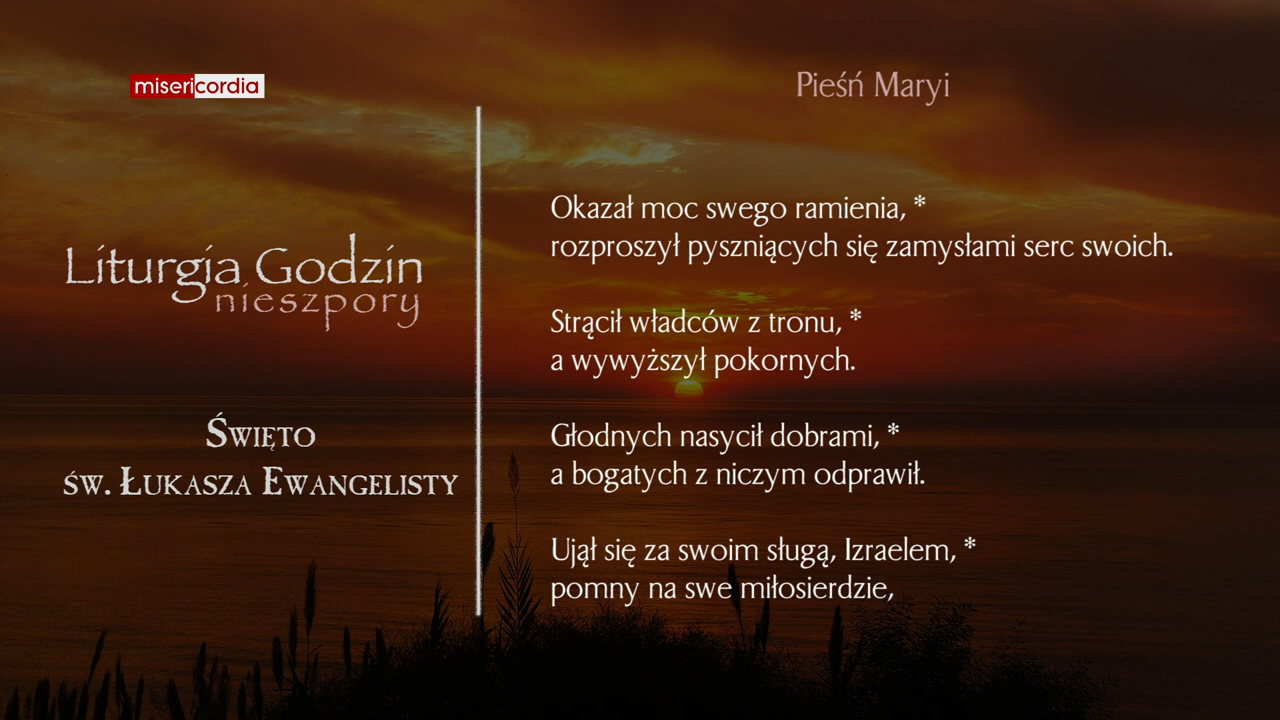 misericordia
Liturgia Godzin
nieszpory
Święto
św. Łukasza Ewangelisty
Pieśń Maryi
Okazał moc swego ramienia, *
rozproszył pyszniących się zamysłami serc swoich.
Strącił władców z tronu, *
a wywyższył pokornych.
Głodnych nasycił dobrami, *
a bogatych z niczym odprawił.
Ujął się za swoim sługą, Izraelem, *
pomny na swe miłosierdzie,